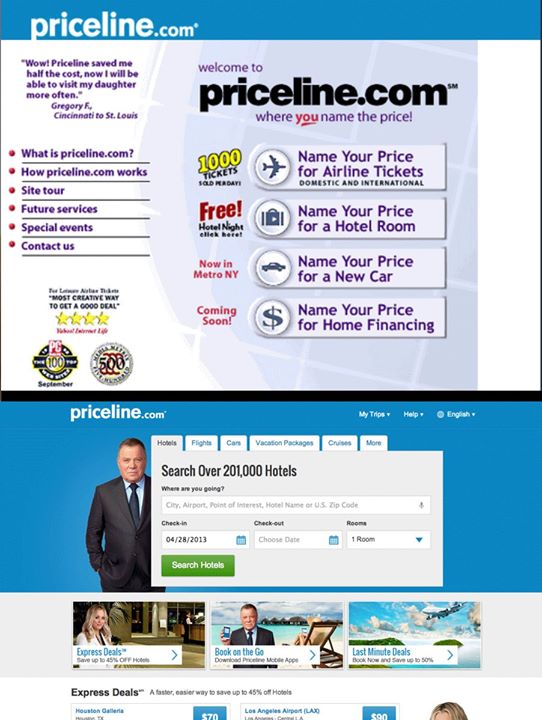 priceline.com®
"Wow! Priceline saved me
half the cost, now I will be
able to visit my daughter
more often."
Gregory F.,
Cincinnati to St. Louis
What is priceline.com?
How priceline.com works
Site tour
Future services
Special events
Contact us
For Leisure Airline Tickets
"MOST CREATIVE WAY
TO GET A GOOD DEAL"
Yahoo! Internet Life
PC
THE TOP
100
WEB SITES
September
500
welcome to
priceline.com℠
where you name the price!
1000
TICKETS
SOLD PER DAY!
Name Your Price
for Airline Tickets
DOMESTIC AND INTERNATIONAL
Free!
Hotel Night
click here!
Name Your Price
for a Hotel Room
Now in
Metro NY
Name Your Price
for a New Car
Coming
Soon!
$
Name Your Price
for Home Financing
priceline.com
My Trips
Help
English
Hotels
Flights
Cars
Vacation Packages
Cruises
More
Search Over 201,000 Hotels
Where are you going?
City, Airport, Point of Interest, Hotel Name or U.S. Zip Code
Check-in
Check-out
Rooms
04/28/2013
Choose Date
1 Room
Search Hotels
Express Deals℠
Save up to 45% OFF Hotels
Book on the Go
Download Priceline Mobile Apps
Last Minute Deals
Book Now and Save up to 50%
Express Deals℠ A faster, easier way to save up to 45% off Hotels
Houston Galleria
Houston, TX
$70
Los Angeles Airport (LAX)
Los Angeles - Central L.A.
$90